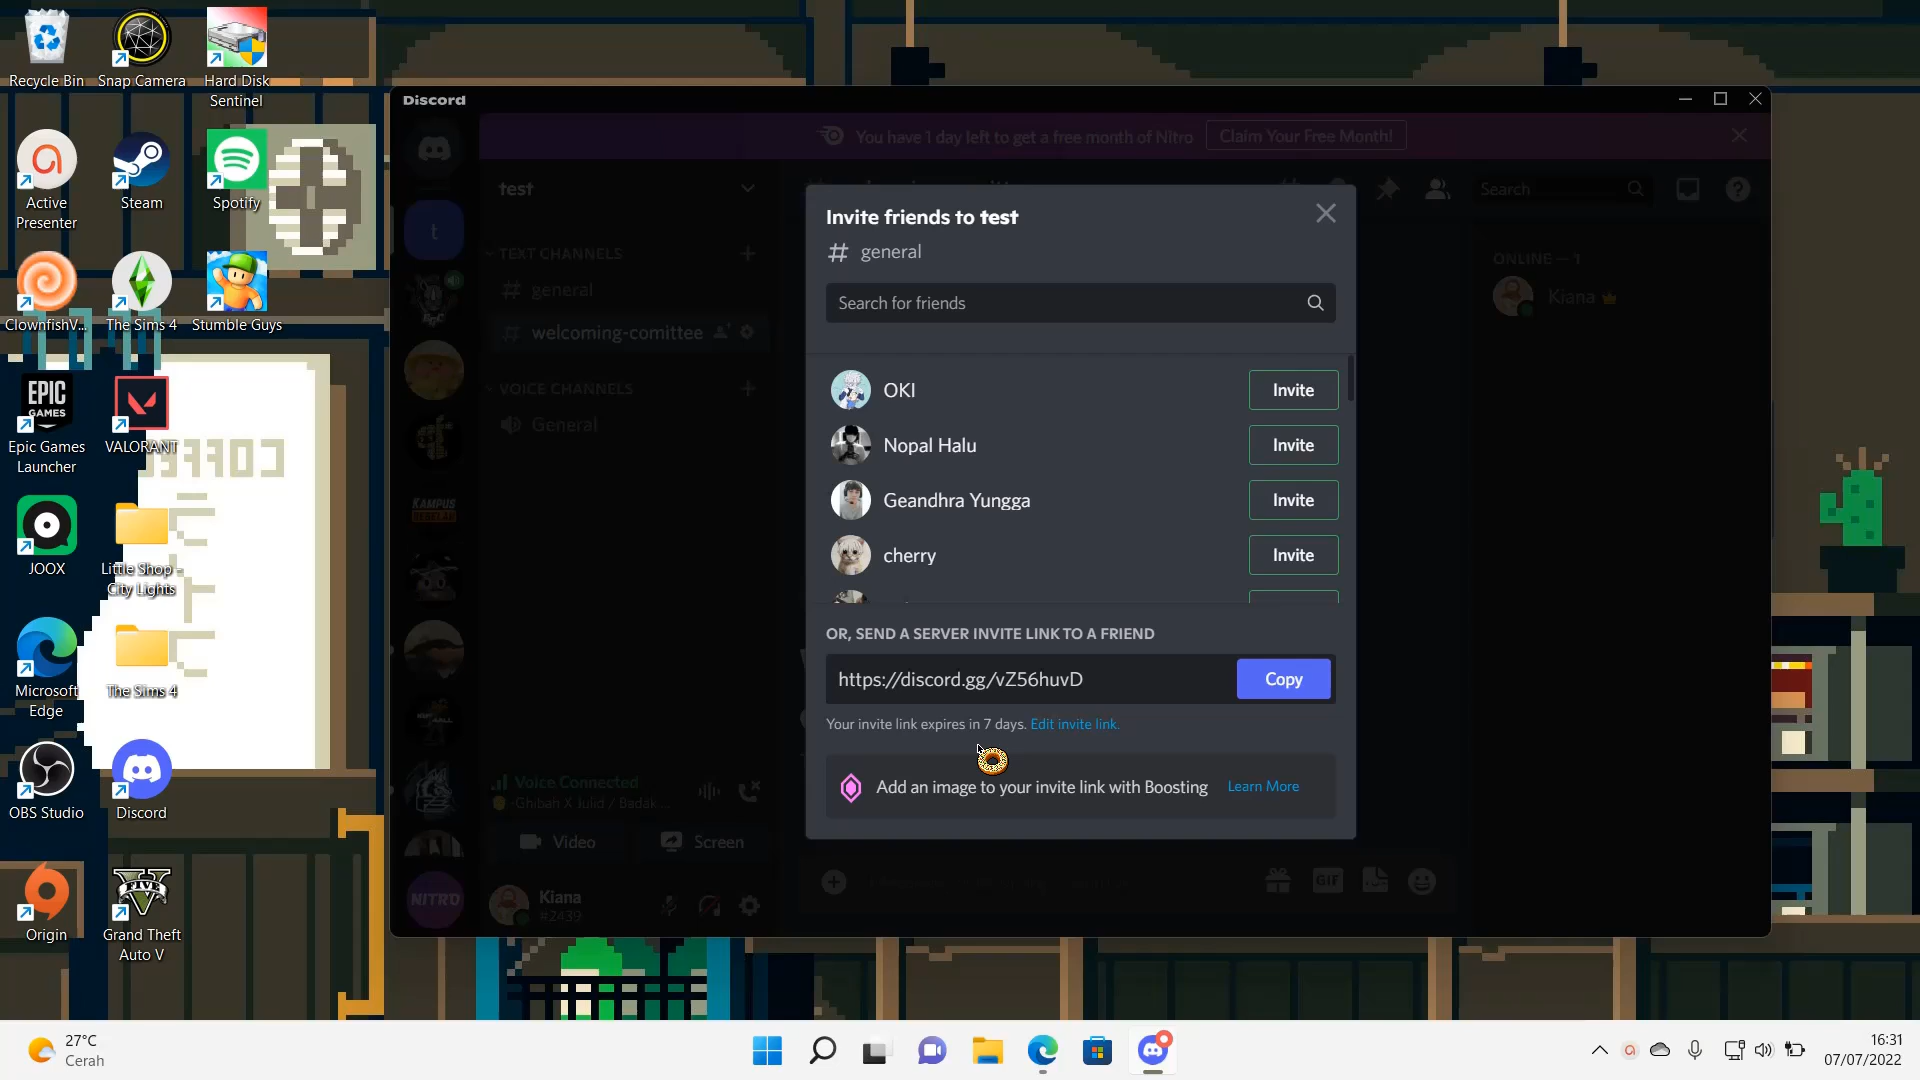 Recycle Bin
Snap Camera
Hard Disk
Sentinel
Active
Presenter
Steam
Spotify
ClownfishV...
The Sims 4
Stumble Guys
EPIC
GAMES
Epic Games
Launcher
VALORANT
JOOX
Little Shop -
City Lights
Microsoft
Edge
The Sims 4
OBS Studio
Discord
Origin
FIVE
Grand Theft
Auto V
Discord
You have 1 day left to get a free month of Nitro
Claim Your Free Month!
test
Search
t
TEXT CHANNELS
general
welcoming-comittee
VOICE CHANNELS
General
KAMPUS
ONLINE — 1
Kiana
Invite friends to test
# general
Search for friends
OKI
Invite
Nopal Halu
Invite
Geandhra Yungga
Invite
cherry
Invite
OR, SEND A SERVER INVITE LINK TO A FRIEND
https://discord.gg/vZ56huvD
Copy
Your invite link expires in 7 days. Edit invite link.
Add an image to your invite link with Boosting
Learn More
Voice Connected
Ghibah X Julid / Badak...
Video
Screen
NITRO
Kiana
#2439
GIF
27°C
Cerah
16:31
07/07/2022